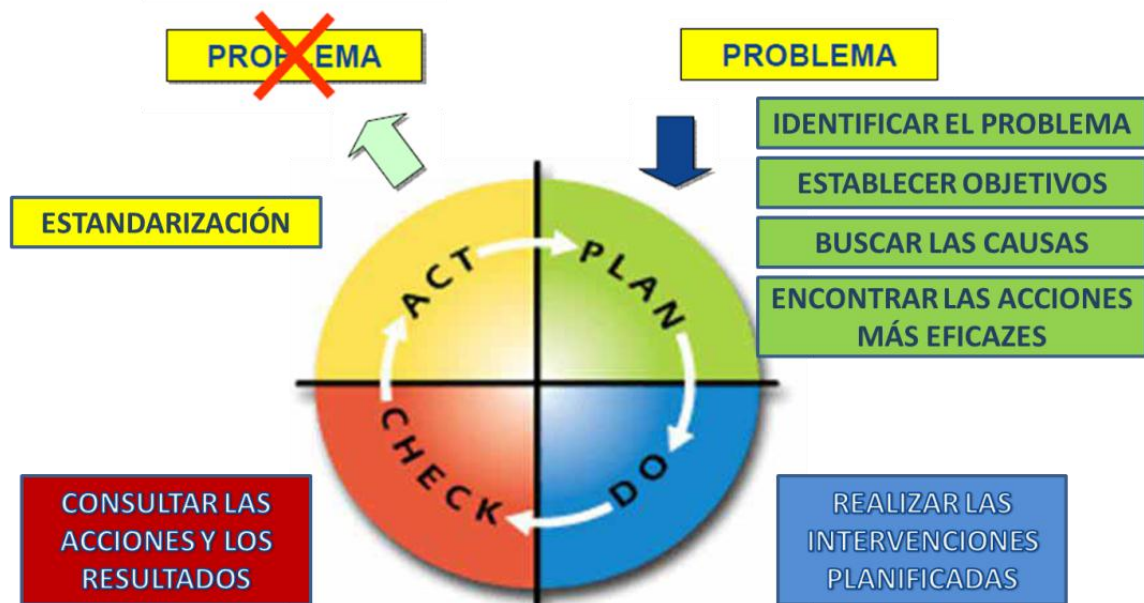 PROBLEMA
PROBLEMA
IDENTIFICAR EL PROBLEMA
ESTABLECER OBJETIVOS
BUSCAR LAS CAUSAS
ENCONTRAR LAS ACCIONES
MÁS EFICAZES
ESTANDARIZACIÓN
ACT
PLAN
CHECK
DO
CONSULTAR LAS
ACCIONES Y LOS
RESULTADOS
REALIZAR LAS
INTERVENCIONES
PLANIFICADAS